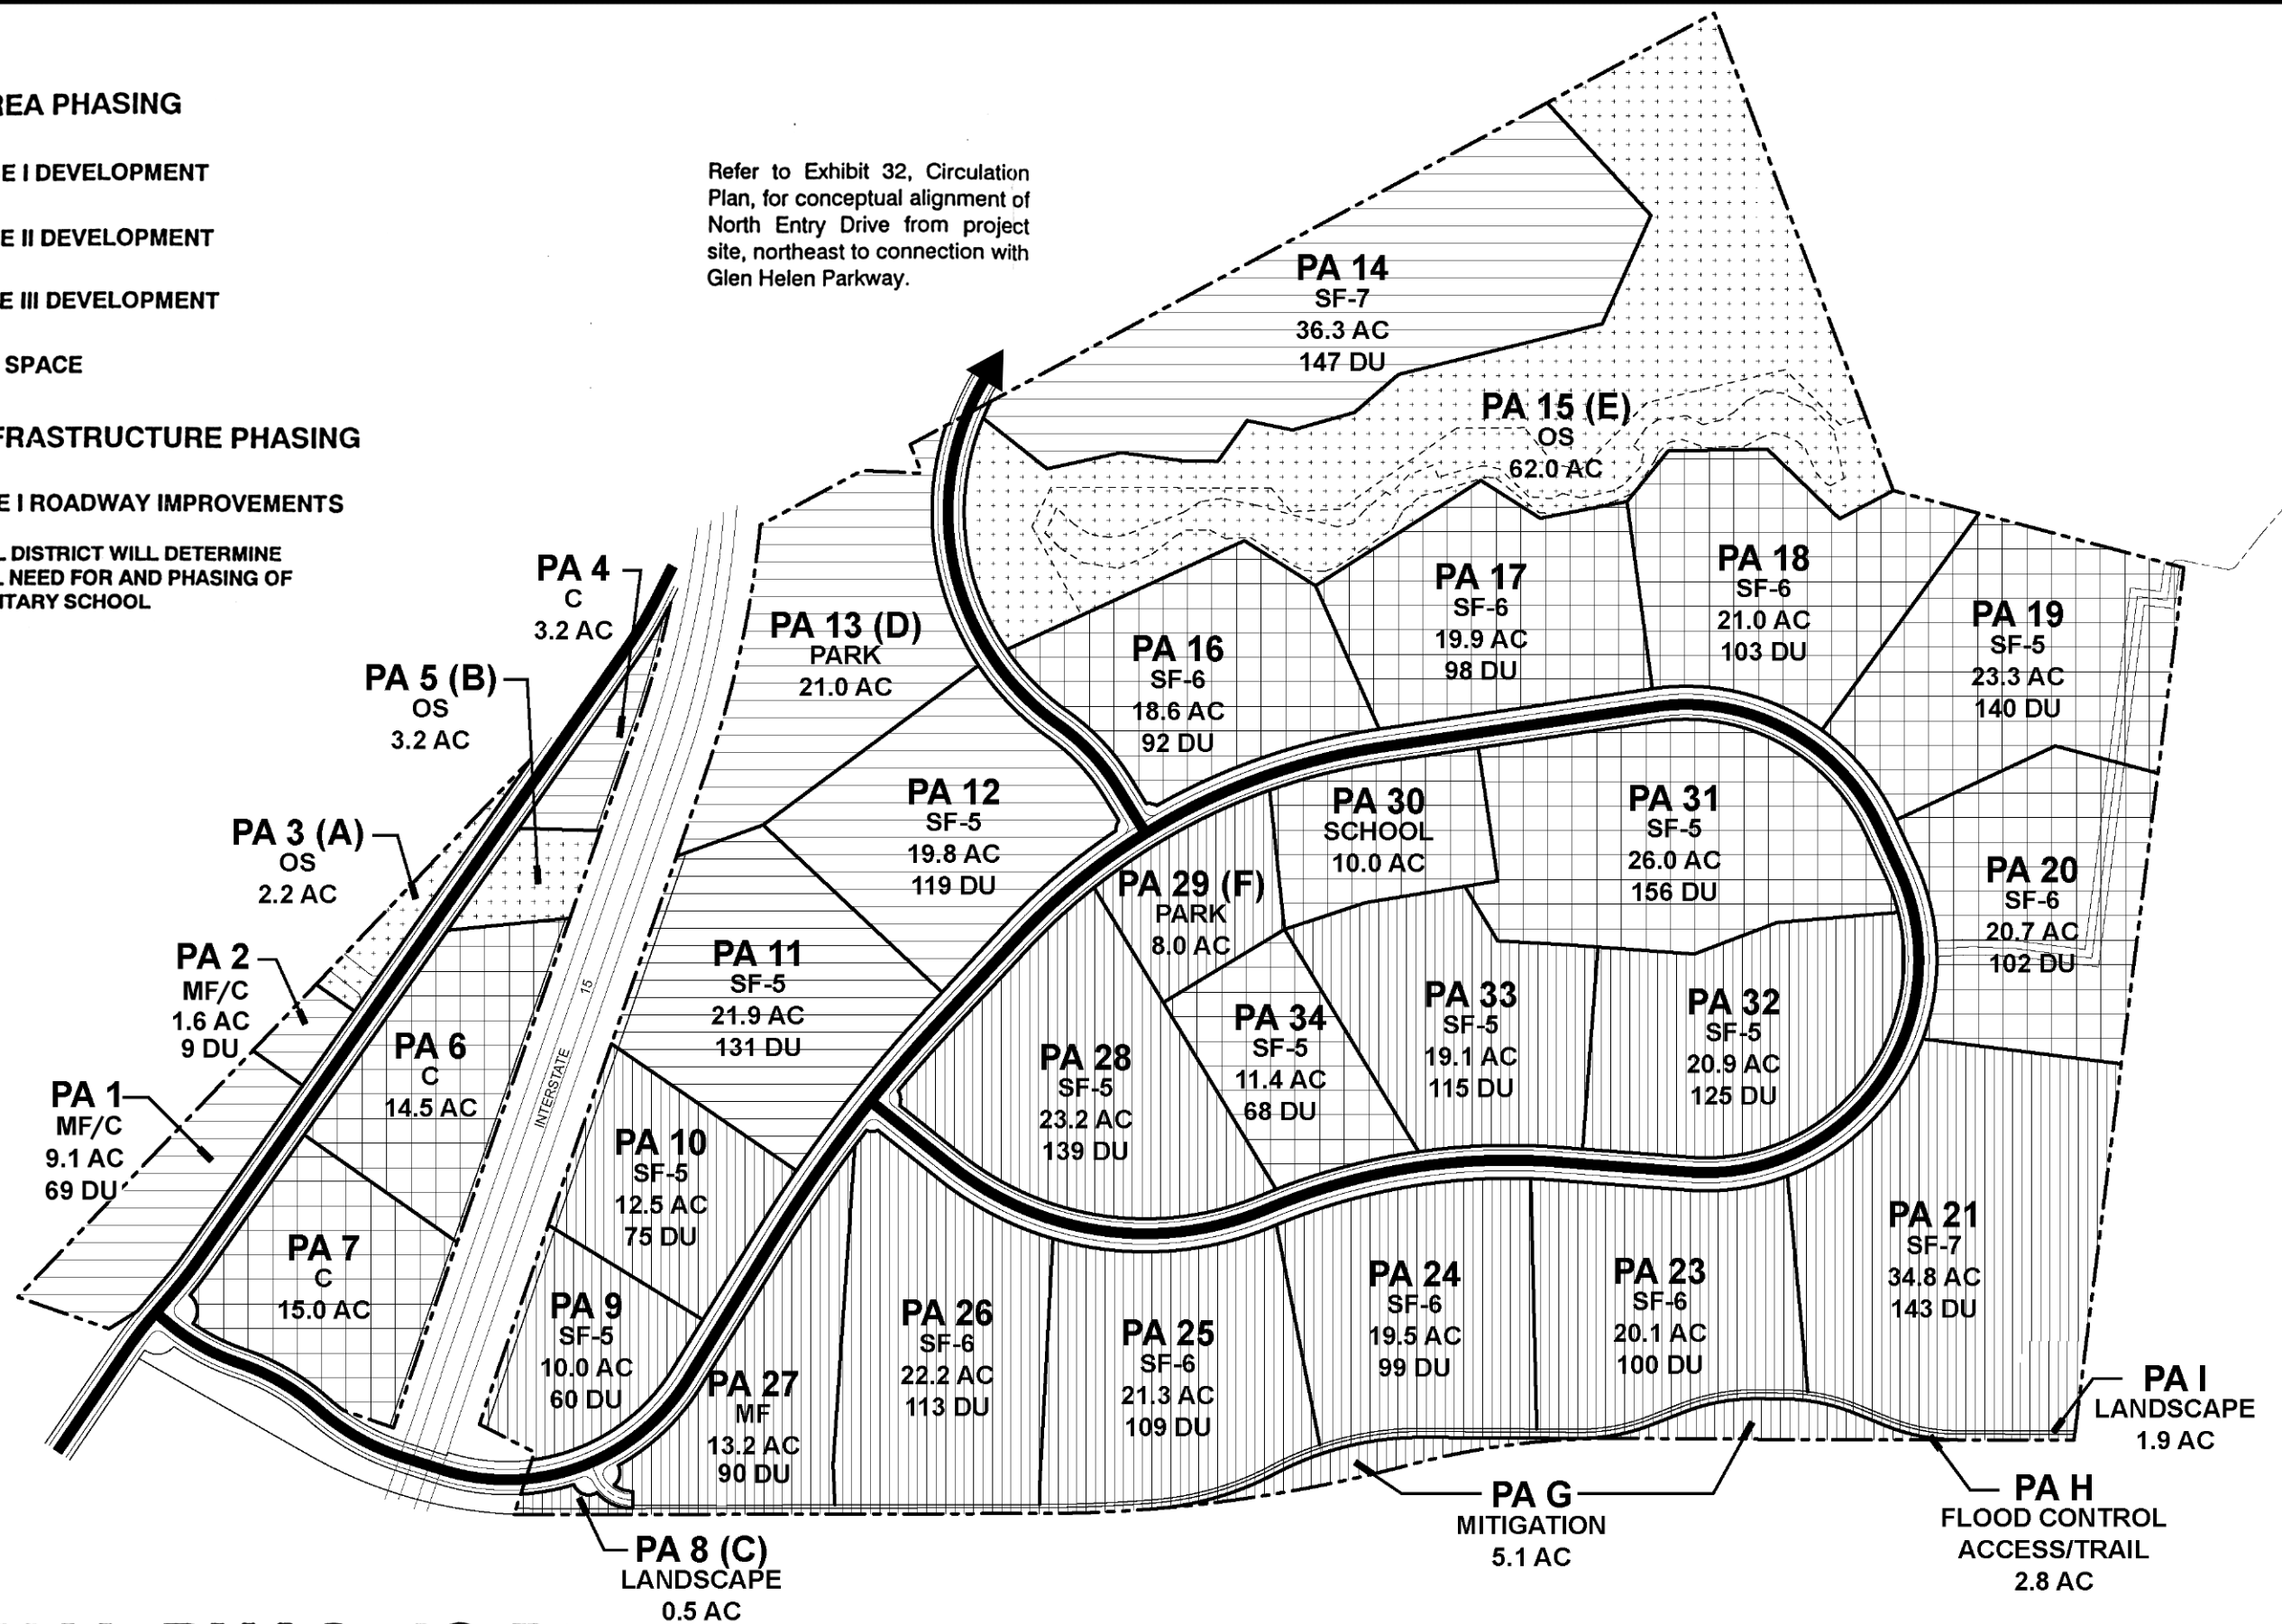 REA PHASING
E I DEVELOPMENT
E II DEVELOPMENT
E III DEVELOPMENT
SPACE
FRASTRUCTURE PHASING
E I ROADWAY IMPROVEMENTS
L DISTRICT WILL DETERMINE
L NEED FOR AND PHASING OF
NTARY SCHOOL
Refer to Exhibit 32, Circulation
Plan, for conceptual alignment of
North Entry Drive from project
site, northeast to connection with
Glen Helen Parkway.
PA 14
SF-7
36.3 AC
147 DU
PA 15 (E)
OS
62.0 AC
PA 4
C
3.2 AC
PA 5 (B)
OS
3.2 AC
PA 3 (A)
OS
2.2 AC
PA 2
MF/C
1.6 AC
9 DU
PA 1
MF/C
9.1 AC
69 DU
PA 6
C
14.5 AC
PA 7
C
15.0 AC
INTERSTATE 15
PA 13 (D)
PARK
21.0 AC
PA 12
SF-5
19.8 AC
119 DU
PA 11
SF-5
21.9 AC
131 DU
PA 10
SF-5
12.5 AC
75 DU
PA 9
SF-5
10.0 AC
60 DU
PA 16
SF-6
18.6 AC
92 DU
PA 17
SF-6
19.9 AC
98 DU
PA 18
SF-6
21.0 AC
103 DU
PA 19
SF-5
23.3 AC
140 DU
PA 20
SF-6
20.7 AC
102 DU
PA 30
SCHOOL
10.0 AC
PA 31
SF-5
26.0 AC
156 DU
PA 29 (F)
PARK
8.0 AC
PA 28
SF-5
23.2 AC
139 DU
PA 34
SF-5
11.4 AC
68 DU
PA 33
SF-5
19.1 AC
115 DU
PA 32
SF-5
20.9 AC
125 DU
PA 27
MF
13.2 AC
90 DU
PA 26
SF-6
22.2 AC
113 DU
PA 25
SF-6
21.3 AC
109 DU
PA 24
SF-6
19.5 AC
99 DU
PA 23
SF-6
20.1 AC
100 DU
PA 21
SF-7
34.8 AC
143 DU
PA I
LANDSCAPE
1.9 AC
PA H
FLOOD CONTROL
ACCESS/TRAIL
2.8 AC
PA G
MITIGATION
5.1 AC
PA 8 (C)
LANDSCAPE
0.5 AC